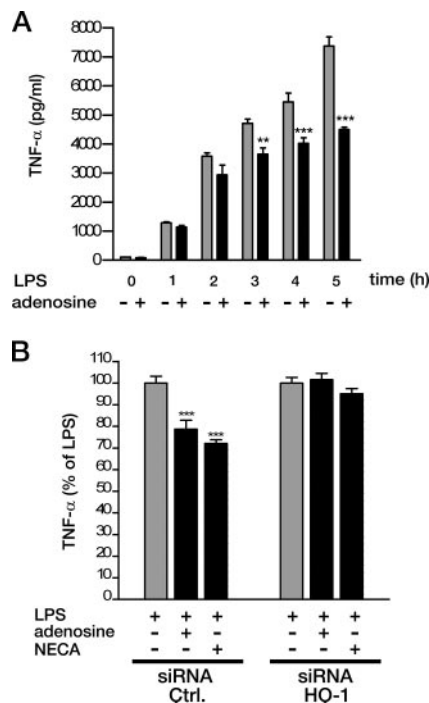 A
TNF-α (pg/ml)
8000
7000
6000
5000
4000
3000
2000
1000
0
** *** ***
LPS 0 1 2 3 4 5 time (h)
adenosine - + - + - + - + - + - +
B
TNF-α (% of LPS)
110
100
90
80
70
60
50
40
30
20
10
0
*** ***
LPS + + + + + +
adenosine - + - - + -
NECA - - + - - +
siRNA Ctrl.
siRNA HO-1